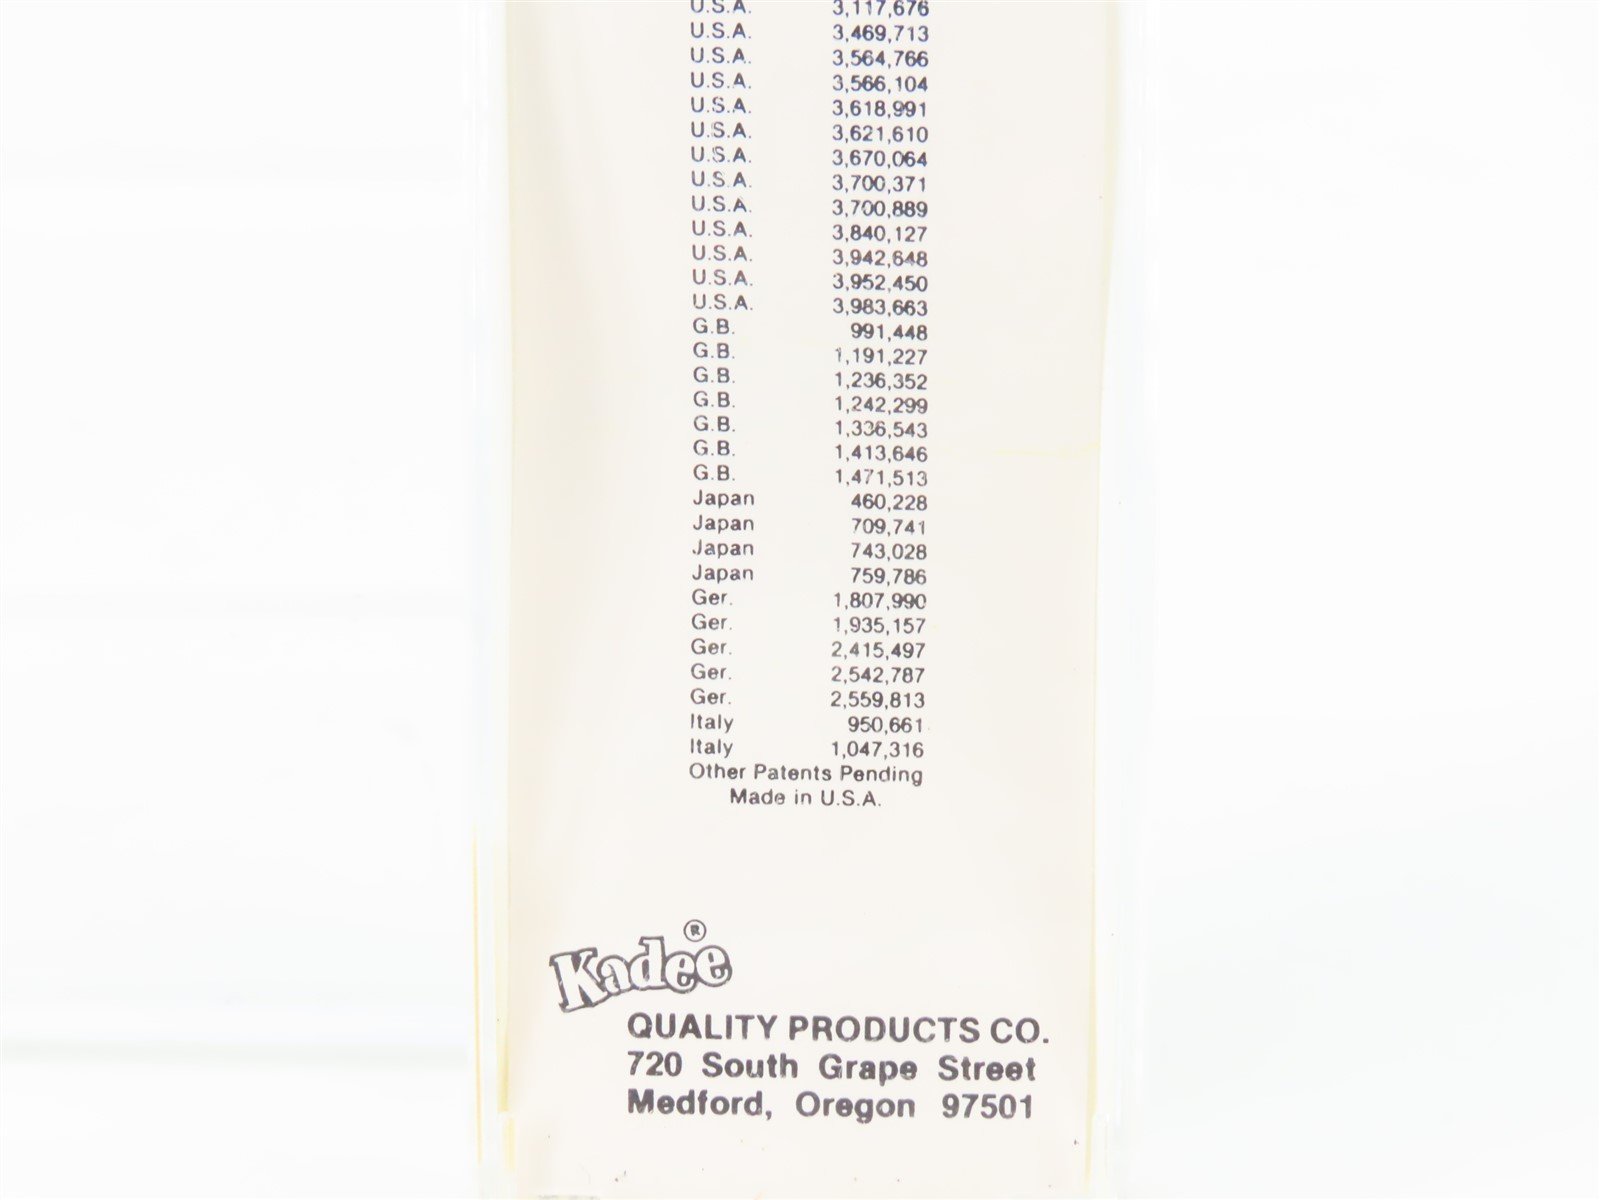 U.S.A. 3,117,676
U.S.A. 3,469,713
U.S.A. 3,564,766
U.S.A. 3,566,104
U.S.A. 3,618,991
U.S.A. 3,621,610
U.S.A. 3,670,064
U.S.A. 3,700,371
U.S.A. 3,700,889
U.S.A. 3,840,127
U.S.A. 3,942,648
U.S.A. 3,952,450
U.S.A. 3,983,663
G.B. 991,448
G.B. 1,191,227
G.B. 1,236,352
G.B. 1,242,299
G.B. 1,336,543
G.B. 1,413,646
G.B. 1,471,513
Japan 460,228
Japan 709,741
Japan 743,028
Japan 759,786
Ger. 1,807,990
Ger. 1,935,157
Ger. 2,415,497
Ger. 2,542,787
Ger. 2,559,813
Italy 950,661
Italy 1,047,316
Other Patents Pending
Made in U.S.A.
Kadee®
QUALITY PRODUCTS CO.
720 South Grape Street
Medford, Oregon 97501